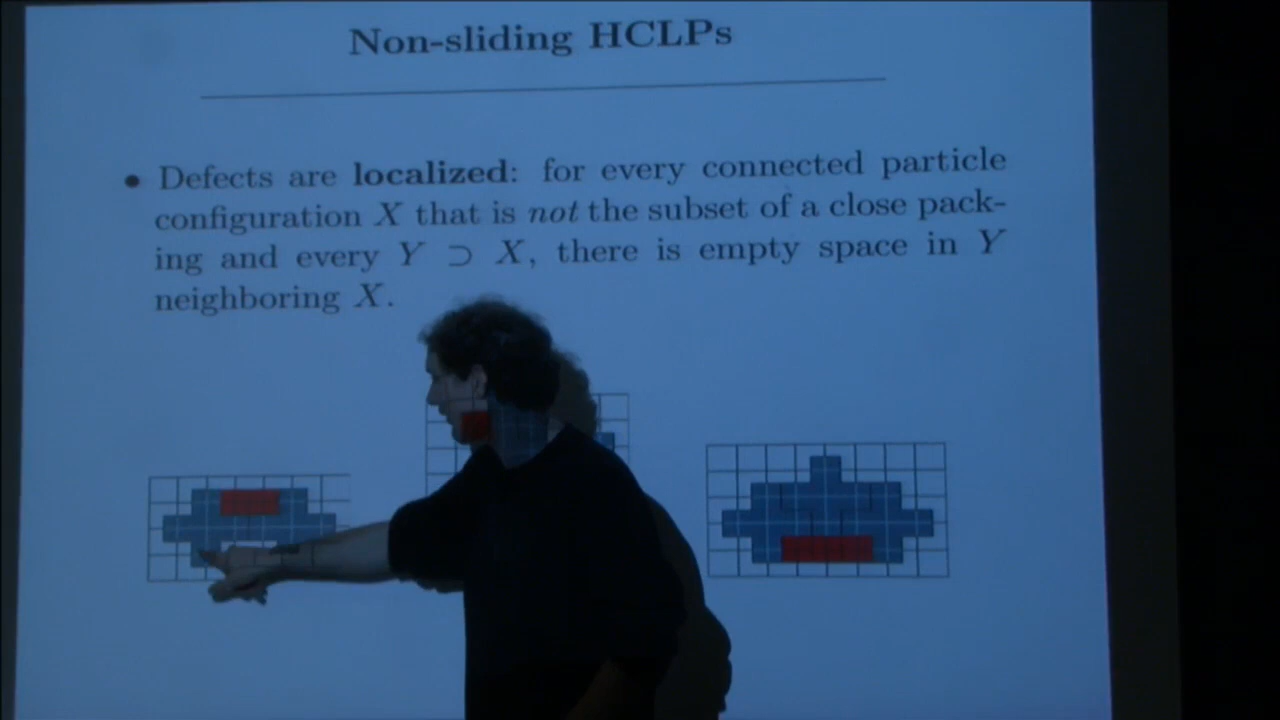 Non-sliding HCLPs
• Defects are localized: for every connected particle
configuration X that is not the subset of a close pack-
ing and every Y ⊃ X, there is empty space in Y
neighboring X.